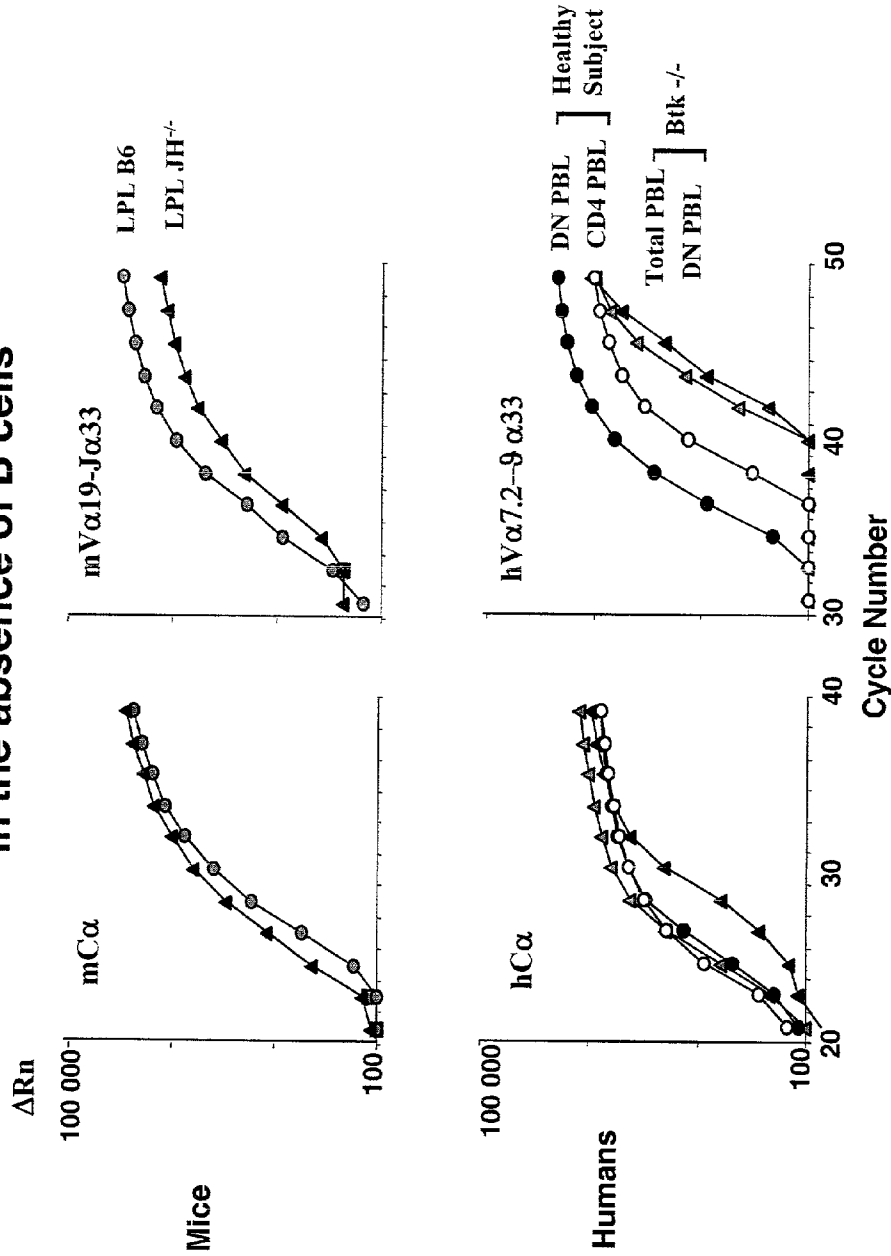 in the absence of B cells
ΔRn
Mice
100 000
100
mCα
mVα19-Jα33
LPL B6
LPL JH-/-
Humans
100 000
100
hCα
20
30
40
hVα7.2--9 α33
30
40
50
DN PBL
CD4 PBL
Healthy
Subject
Total PBL
DN PBL
Btk -/-
Cycle Number